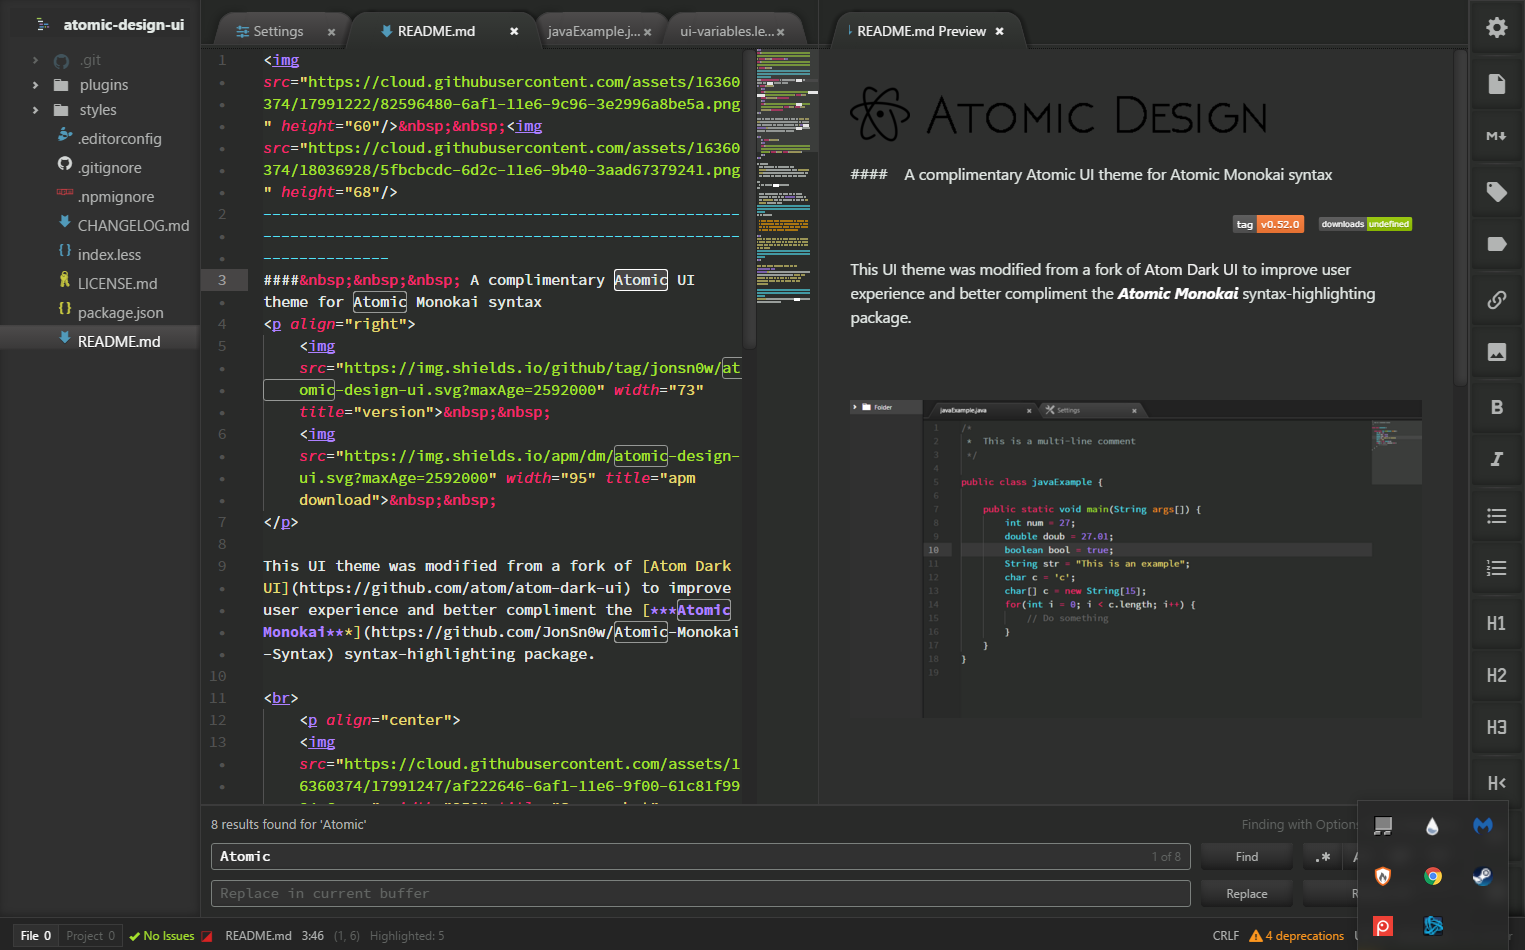 atomic-design-ui
.git
plugins
styles
.editorconfig
.gitignore
.npmignore
CHANGELOG.md
index.less
LICENSE.md
package.json
README.md
Settings
README.md
javaExample.j...
ui-variables.le...
README.md Preview
1 <img
src="https://cloud.githubusercontent.com/assets/16360
374/17991222/82596480-6af1-11e6-9c96-3e2996a8be5a.png
" height="60"/>&nbsp;&nbsp;<img
src="https://cloud.githubusercontent.com/assets/16360
374/18036928/5fbcbcdc-6d2c-11e6-9b40-3aad67379241.png
" height="68"/>
2 -----------------------------------------------------
-----------------------------------------------------
--------------
3 ####&nbsp;&nbsp;&nbsp; A complimentary Atomic UI
theme for Atomic Monokai syntax
4 <p align="right">
5 <img
src="https://img.shields.io/github/tag/jonsn0w/at
omic-design-ui.svg?maxAge=2592000" width="73"
title="version">&nbsp;&nbsp;
6 <img
src="https://img.shields.io/apm/dm/atomic-design-
ui.svg?maxAge=2592000" width="95" title="apm
download">&nbsp;&nbsp;
7 </p>
8
9 This UI theme was modified from a fork of [Atom Dark
UI](https://github.com/atom/atom-dark-ui) to improve
user experience and better compliment the [***Atomic
Monokai***](https://github.com/JonSn0w/Atomic-Monokai
-Syntax) syntax-highlighting package.
10
11 <br>
12 <p align="center">
13 <img
src="https://cloud.githubusercontent.com/assets/1
6360374/17991247/af222646-6af1-11e6-9f00-61c81f99
ATOMIC DESIGN
#### A complimentary Atomic UI theme for Atomic Monokai syntax
tag v0.52.0 downloads undefined
This UI theme was modified from a fork of Atom Dark UI to improve user
experience and better compliment the Atomic Monokai syntax-highlighting
package.
Folder
javaExample.java
Settings
1 /*
2 * This is a multi-line comment
3 */
4
5 public class javaExample {
6
7 public static void main(String args[]) {
8 int num = 27;
9 double doub = 27.01;
10 boolean bool = true;
11 String str = "This is an example";
12 char c = 'c';
13 char[] c = new String[15];
14 for(int i = 0; i < c.length; i++) {
15 // Do something
16 }
17 }
18 }
19
M
B
I
H1
H2
H3
H<
8 results found for 'Atomic'
Finding with Options
Atomic
1 of 8
Find
.*
Replace in current buffer
Replace
File 0
Project 0
No Issues
README.md 3:46 (1, 6) Highlighted: 5
CRLF
4 deprecations